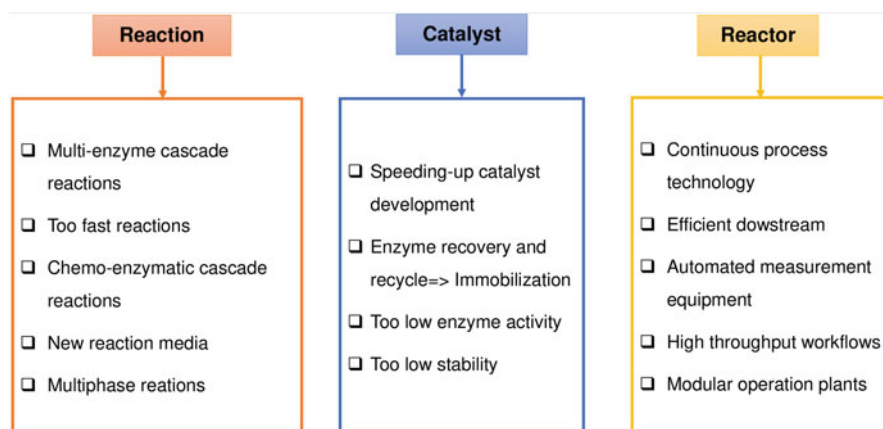 Reaction
Catalyst
Reactor
❑ Multi-enzyme cascade
reactions
❑ Too fast reactions
❑ Chemo-enzymatic cascade
reactions
❑ New reaction media
❑ Multiphase reations
❑ Speeding-up catalyst
development
❑ Enzyme recovery and
recycle=> Immobilization
❑ Too low enzyme activity
❑ Too low stability
❑ Continuous process
technology
❑ Efficient dowstream
❑ Automated measurement
equipment
❑ High throughput workflows
❑ Modular operation plants